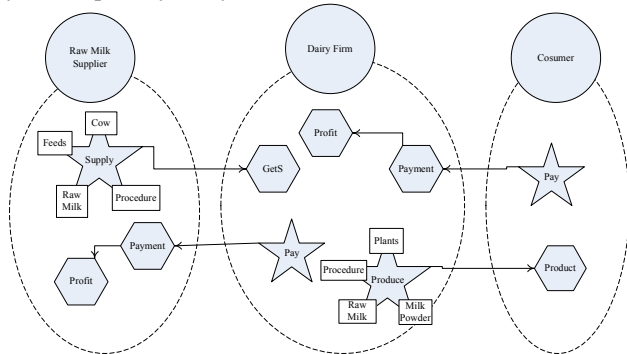 Raw Milk
Supplier
Dairy Firm
Cosumer
Cow
Feeds
Supply
Raw
Milk
Procedure
GetS
Profit
Payment
Pay
Payment
Profit
Pay
Plants
Procedure
Produce
Raw
Milk
Milk
Powder
Product